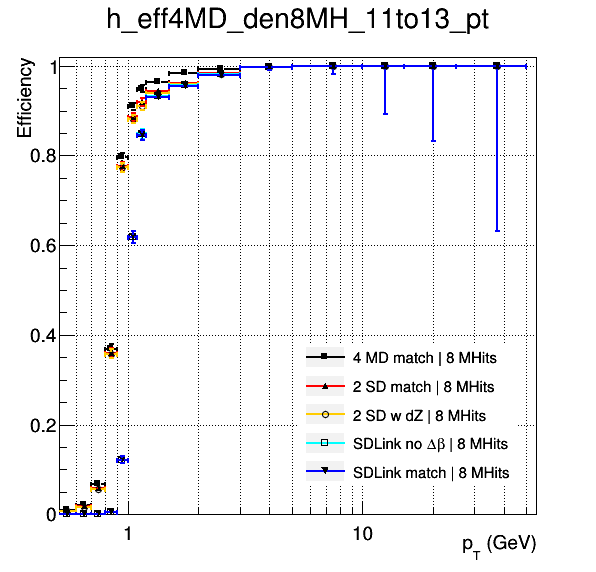 h_eff4MD_den8MH_11to13_pt
Efficiency
1
0.8
0.6
0.4
0.2
0
4 MD match | 8 MHits
2 SD match | 8 MHits
2 SD w dZ | 8 MHits
SDLink no Δβ | 8 MHits
SDLink match | 8 MHits
1
10
p_T (GeV)